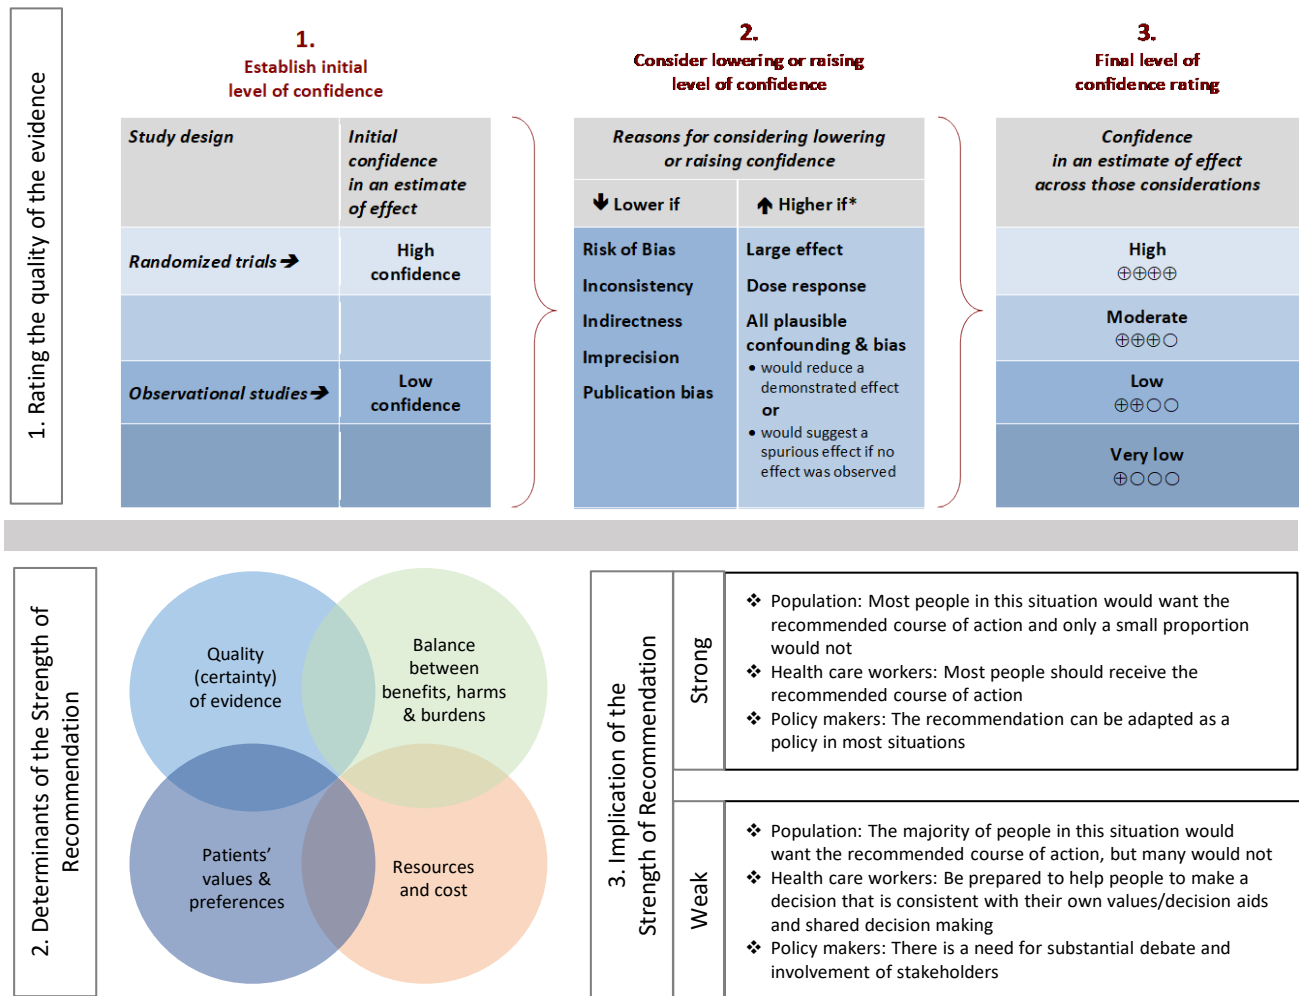 1. Rating the quality of the evidence
1.
Establish initial
level of confidence
Study design
Initial
confidence
in an estimate
of effect
Randomized trials➔
High
confidence
Observational studies➔
Low
confidence
2.
Consider lowering or raising
level of confidence
Reasons for considering lowering
or raising confidence
🡻 Lower if
🡹 Higher if*
Risk of Bias
Inconsistency
Indirectness
Imprecision
Publication bias
Large effect
Dose response
All plausible
confounding & bias
• would reduce a
demonstrated effect
or
• would suggest a
spurious effect if no
effect was observed
3.
Final level of
confidence rating
Confidence
in an estimate of effect
across those considerations
High
⊕⊕⊕⊕
Moderate
⊕⊕⊕○
Low
⊕⊕○○
Very low
⊕○○○
2. Determinants of the Strength of
Recommendation
Quality
(certainty)
of evidence
Balance
between
benefits, harms
& burdens
Patients’
values &
preferences
Resources
and cost
3. Implication of the
Strength of Recommendation
Strong
❖ Population: Most people in this situation would want the
recommended course of action and only a small proportion
would not
❖ Health care workers: Most people should receive the
recommended course of action
❖ Policy makers: The recommendation can be adapted as a
policy in most situations
Weak
❖ Population: The majority of people in this situation would
want the recommended course of action, but many would not
❖ Health care workers: Be prepared to help people to make a
decision that is consistent with their own values/decision aids
and shared decision making
❖ Policy makers: There is a need for substantial debate and
involvement of stakeholders